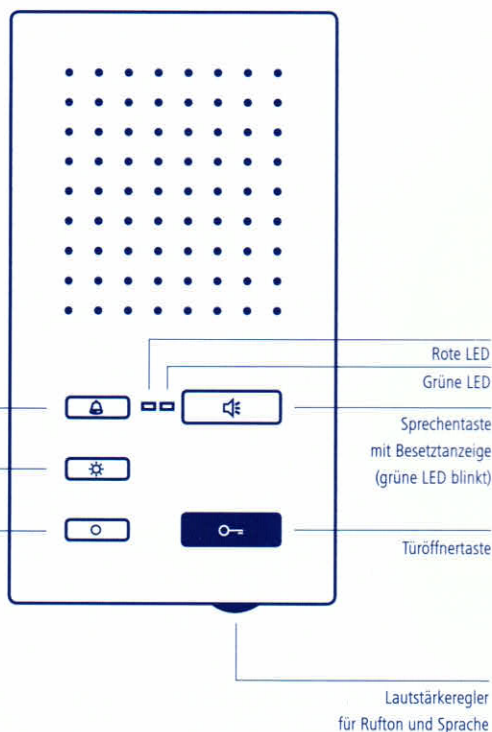 Rote LED
Grüne LED
Sprechentaste
mit Besetztanzeige
(grüne LED blinkt)
Türöffnertaste
Lautstärkeregler
für Rufton und Sprache